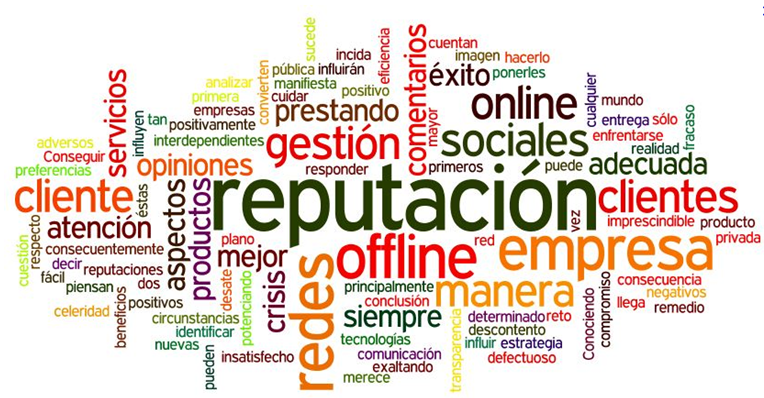 sucede
cuentan
incida
imagen
hacerlo
convierten
pública
influirán
eficiencia
comentarios
éxito
ponerles
servicios
analizar
manifiesta
cualquier
primera
cuidar
positivo
online
mundo
empresas
prestando
mayor
entrega
sólo
fracaso
influyen
tan
positivamente
gestión
sociales
enfrentarse
adversos
interdependientes
realidad
Conseguir
opiniones
responder
primeros
puede
adecuada
preferencias
cliente
éstas
aspectos
productos
reputación
clientes
atención
vez
imprescindible
producto
cuestión
respecto
consecuentemente
plano
mejor
offline
red
empresa
privada
decir
reputaciones
fácil
piensan
dos
desate
potenciando
crisis
redes
principalmente
manera
consecuencia
compromiso
negativos
celeridad
beneficios
positivos
conclusión
llega
remedio
circunstancias
siempre
transparencia
determinado
reto
Conociendo
identificar
descontento
nuevas
tecnologías
influir
estrategia
pueden
insatisfecho
comunicación
defectuoso
exaltando
merece